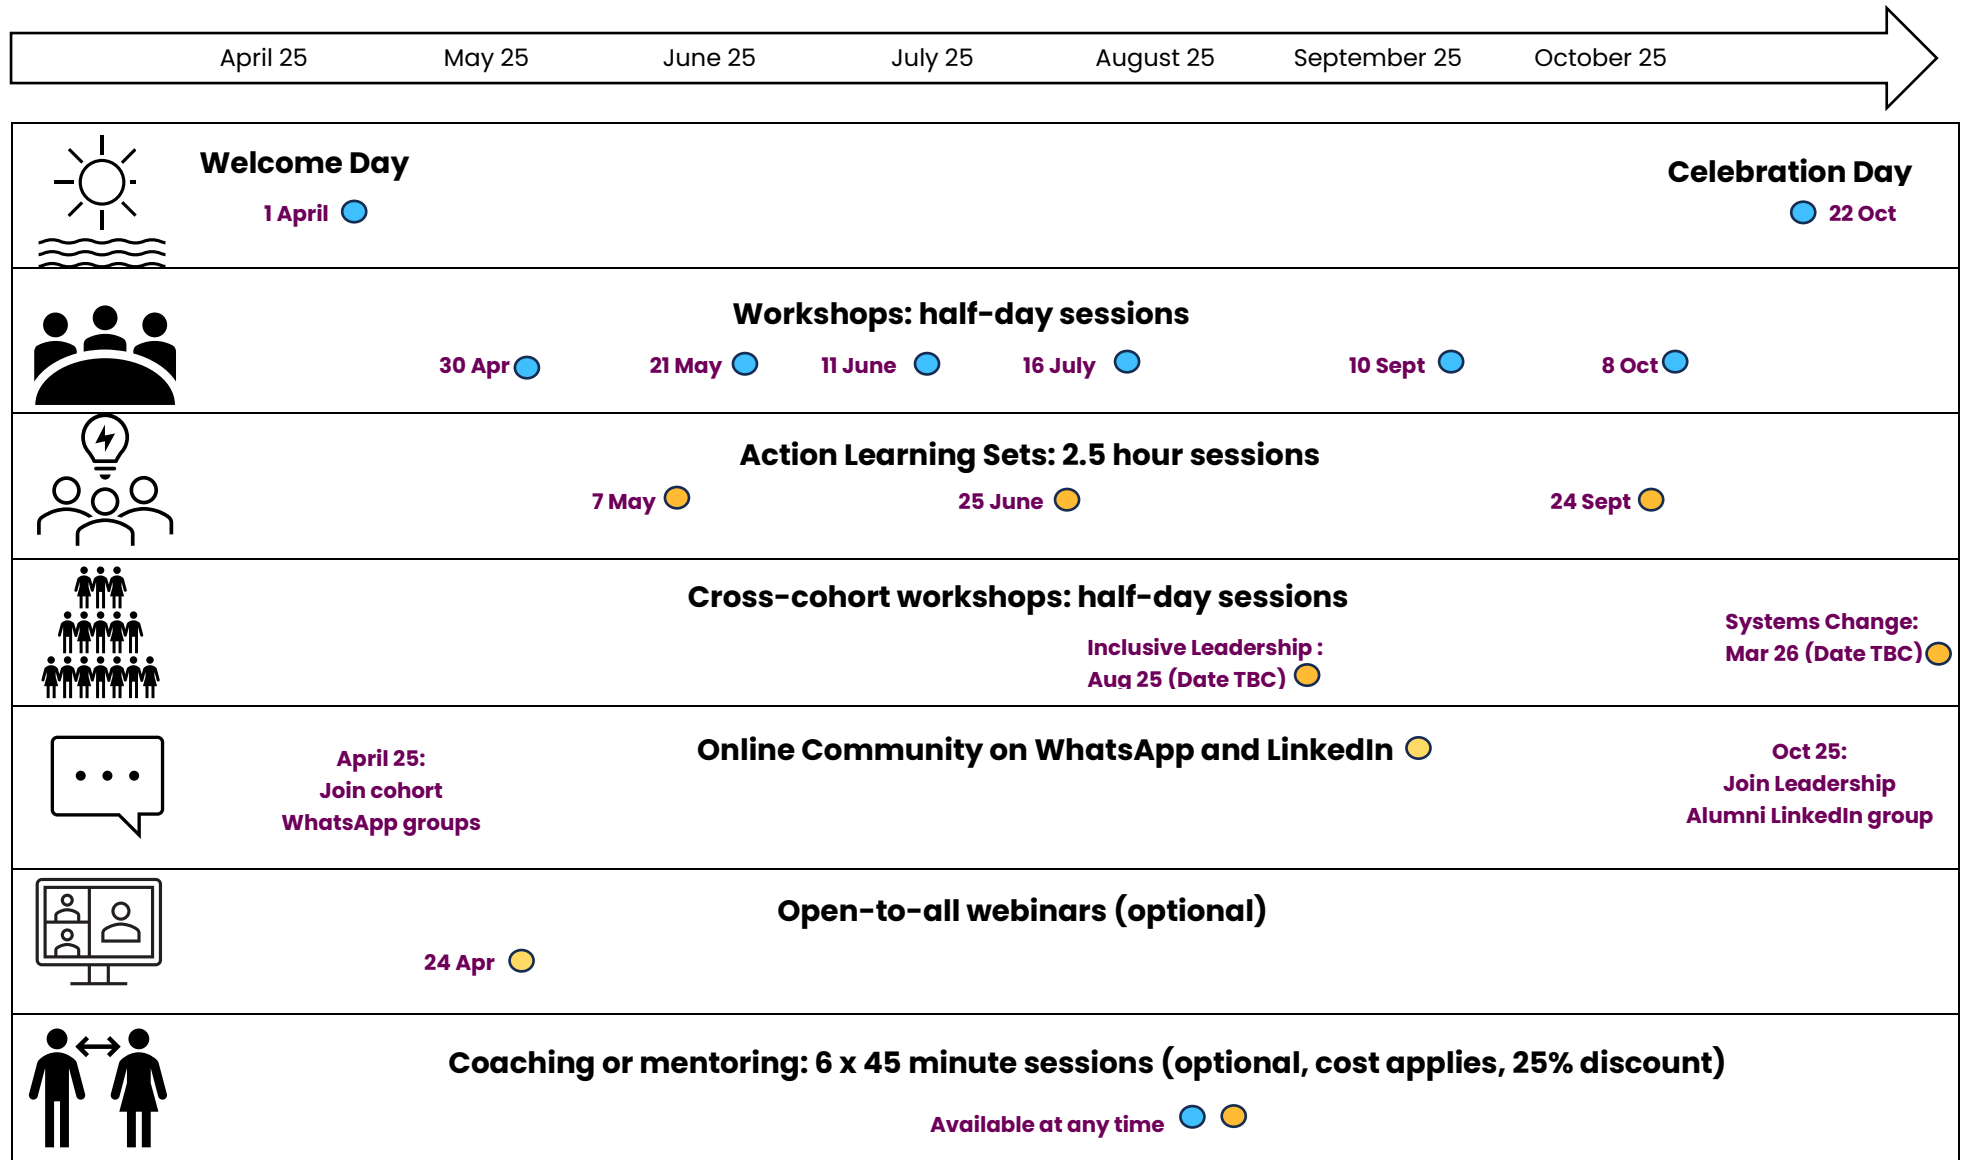 April 25 May 25 June 25 July 25 August 25 September 25 October 25
Welcome Day
1 April
Celebration Day
22 Oct
Workshops: half-day sessions
30 Apr 21 May 11 June 16 July 10 Sept 8 Oct
Action Learning Sets: 2.5 hour sessions
7 May 25 June 24 Sept
Cross-cohort workshops: half-day sessions
Inclusive Leadership :
Aug 25 (Date TBC)
Systems Change:
Mar 26 (Date TBC)
Online Community on WhatsApp and LinkedIn
April 25:
Join cohort
WhatsApp groups
Oct 25:
Join Leadership
Alumni LinkedIn group
Open-to-all webinars (optional)
24 Apr
Coaching or mentoring: 6 x 45 minute sessions (optional, cost applies, 25% discount)
Available at any time